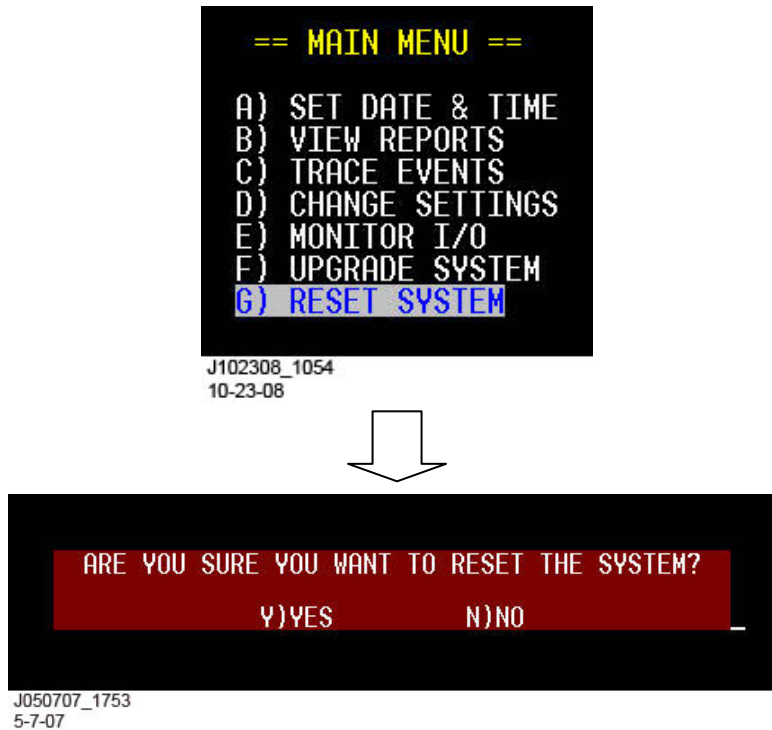 == MAIN MENU ==
A) SET DATE & TIME
B) VIEW REPORTS
C) TRACE EVENTS
D) CHANGE SETTINGS
E) MONITOR I/O
F) UPGRADE SYSTEM
G) RESET SYSTEM
J102308_1054
10-23-08
ARE YOU SURE YOU WANT TO RESET THE SYSTEM?
Y)YES N)NO _
J050707_1753
5-7-07